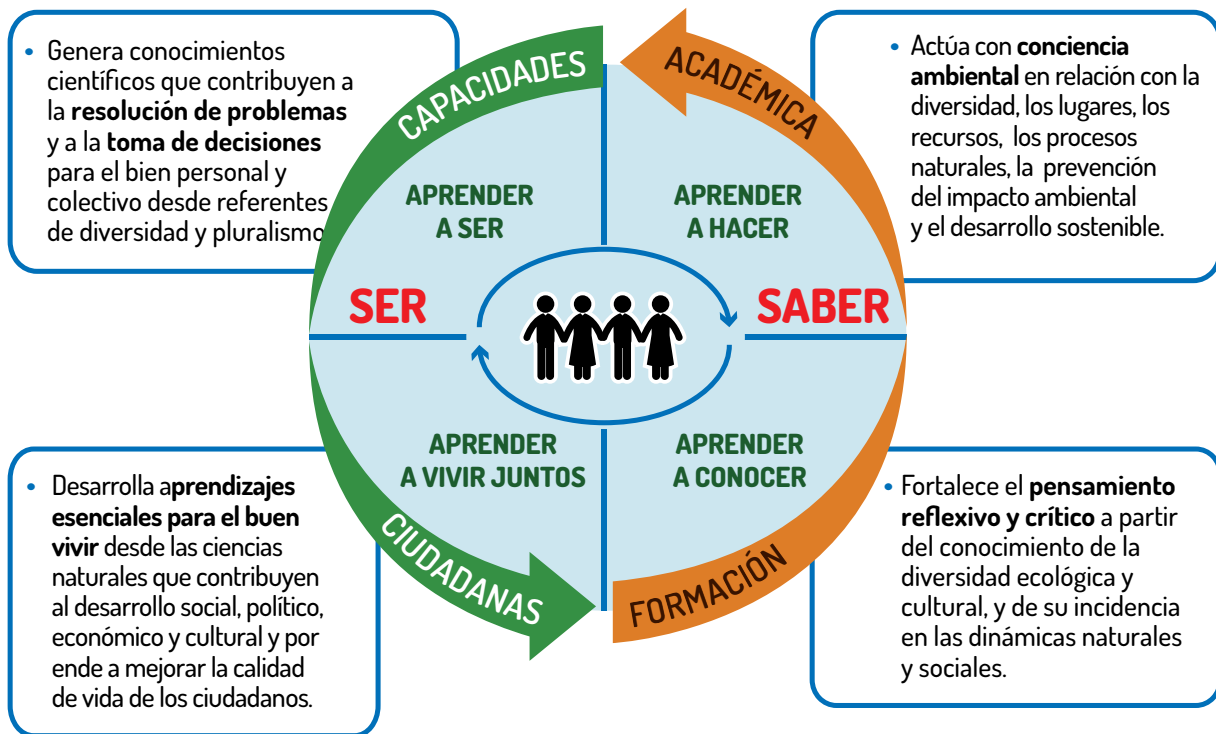 • Genera conocimientos
científicos que contribuyen a
la resolución de problemas
y a la toma de decisiones
para el bien personal y
colectivo desde referentes
de diversidad y pluralismo
CAPACIDADES
ACADÉMICA
• Actúa con conciencia
ambiental en relación con la
diversidad, los lugares, los
recursos, los procesos
naturales, la prevención
del impacto ambiental
y el desarrollo sostenible.
APRENDER
A SER
APRENDER
A HACER
SER
SABER
APRENDER
A VIVIR JUNTOS
APRENDER
A CONOCER
• Desarrolla aprendizajes
esenciales para el buen
vivir desde las ciencias
naturales que contribuyen
al desarrollo social, político,
económico y cultural y por
ende a mejorar la calidad
de vida de los ciudadanos.
CIUDADANAS
FORMACIÓN
• Fortalece el pensamiento
reflexivo y crítico a partir
del conocimiento de la
diversidad ecológica y
cultural, y de su incidencia
en las dinámicas naturales
y sociales.